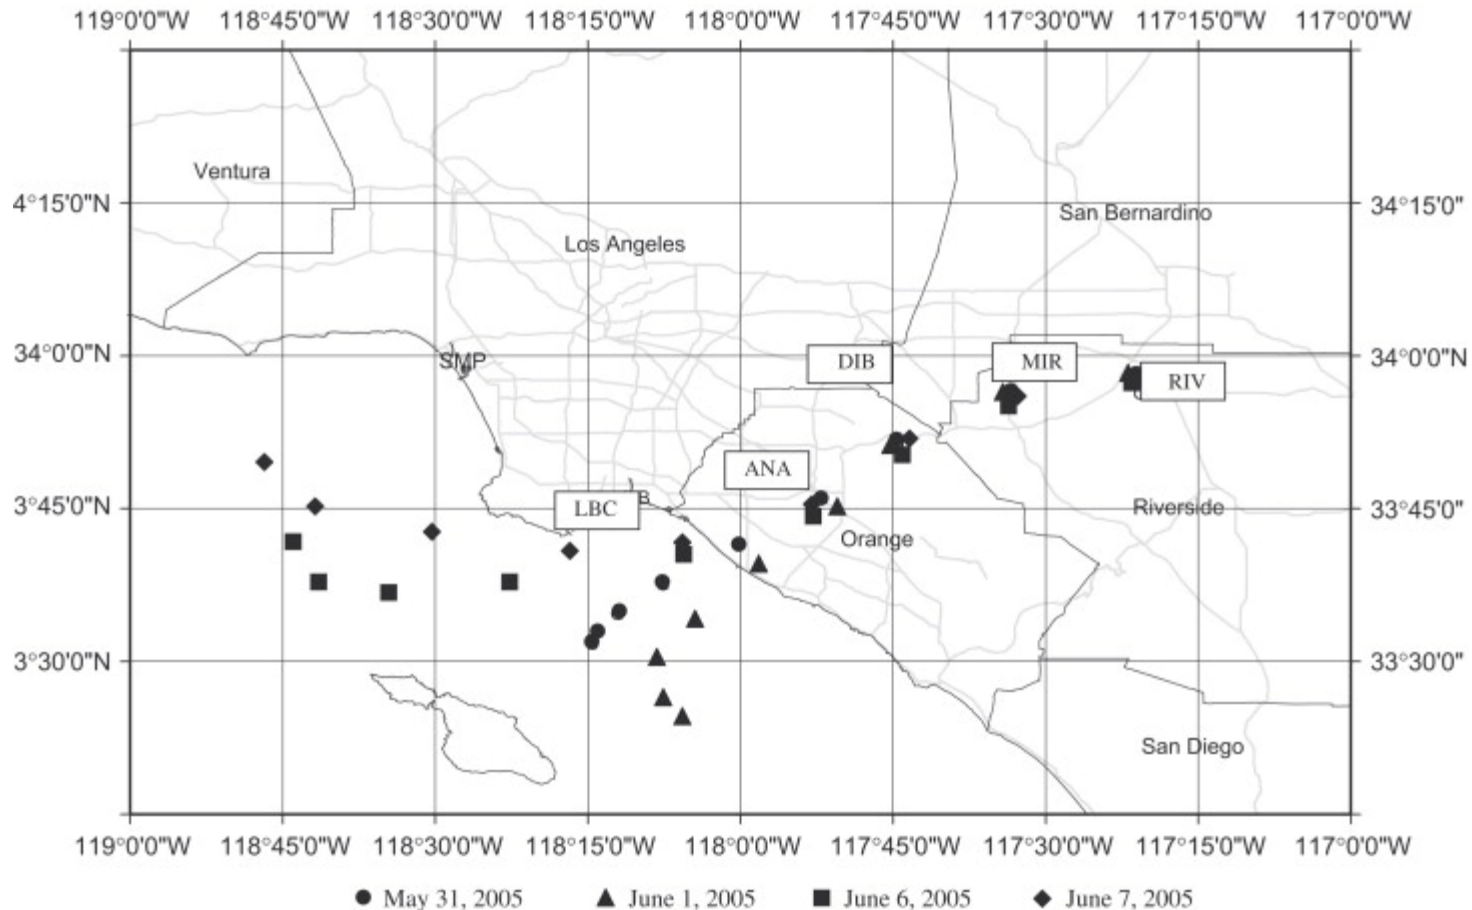 119°0'0"W 118°45'0"W 118°30'0"W 118°15'0"W 118°0'0"W 117°45'0"W 117°30'0"W 117°15'0"W 117°0'0"W
Ventura
4°15'0"N 34°15'0"
San Bernardino
Los Angeles
34°0'0"N SMP DIB MIR 34°0'0"N
RIV
ANA
3°45'0"N LBC B Riverside 33°45'0"N
Orange
3°30'0"N 33°30'0"
San Diego
119°0'0"W 118°45'0"W 118°30'0"W 118°15'0"W 118°0'0"W 117°45'0"W 117°30'0"W 117°15'0"W 117°0'0"W
May 31, 2005 June 1, 2005 June 6, 2005 June 7, 2005